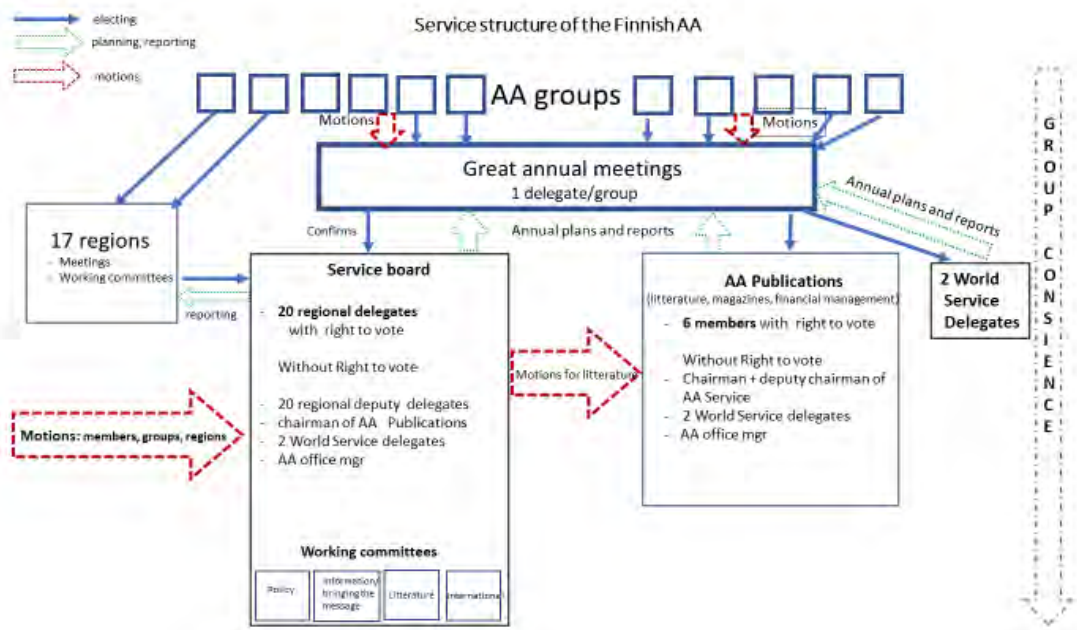 Service structure of the Finnish AA
electing
planning, reporting
motions
AA groups
Motions
Motions
Great annual meetings
1 delegate/group
17 regions
- Meetings
- Working committees
reporting
Confirms
Annual plans and reports
Annual plans and reports
Service board
- 20 regional delegates
with right to vote
Without Right to vote
- 20 regional deputy delegates
- chairman of AA Publications
- 2 World Service delegates
- AA office mgr
Working committees
Policy
Information/
bringing the
message
Litterature
International
Motions: members, groups, regions
Motions for litterature
AA Publications
(litterature, magazines, financial management)
- 6 members with right to vote
Without Right to vote
- Chairman + deputy chairman of
AA Service
- 2 World Service delegates
- AA office mgr
2 World
Service
Delegates
GROUP CONSIENCE